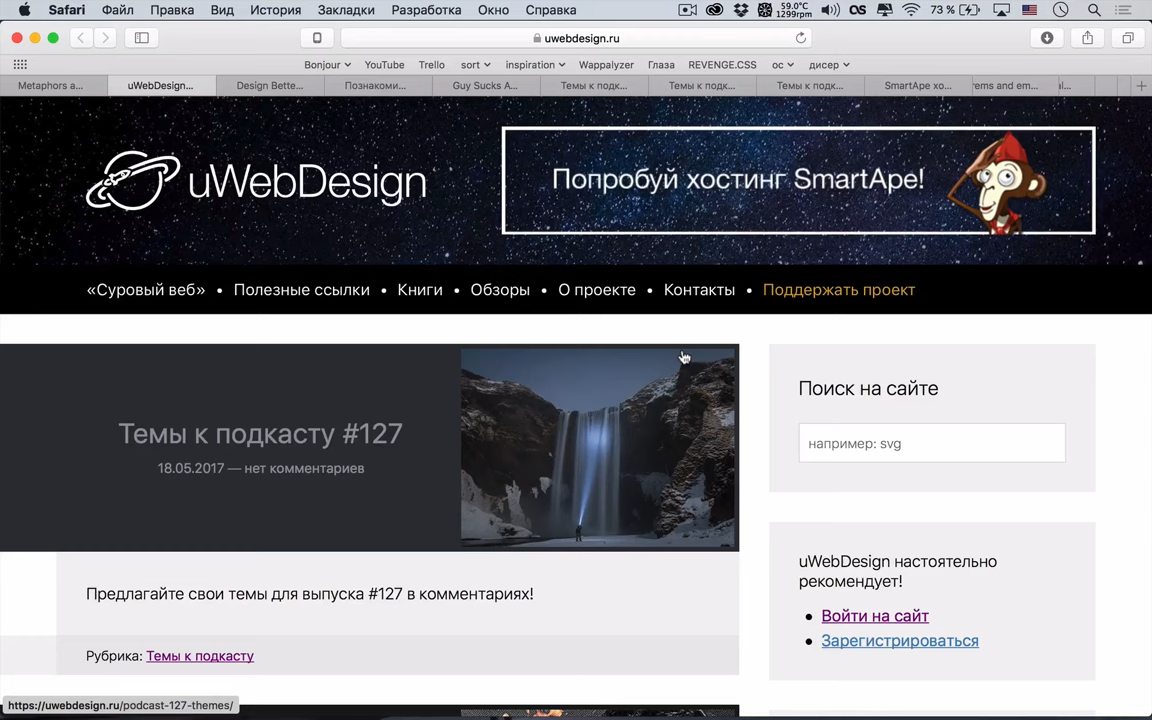 Safari Файл Правка Вид История Закладки Разработка Окно Справка 59.0°C 1299rpm 73 %
uwebdesign.ru
Bonjour YouTube Trello sort inspiration Wappalyzer Глаза REVENGE.CSS ос дисер
Metaphors a... uWebDesign... Design Bette... Познакоми... Guy Sucks A... Темы к подк... Темы к подк... Темы к подк... SmartApe хо... rems and em...
uWebDesign
Попробуй хостинг SmartApe!
«Суровый веб» • Полезные ссылки • Книги • Обзоры • О проекте • Контакты • Поддержать проект
Темы к подкасту #127
18.05.2017 — нет комментариев
Предлагайте свои темы для выпуска #127 в комментариях!
Рубрика: Темы к подкасту
Поиск на сайте
например: svg
uWebDesign настоятельно
рекомендует!
• Войти на сайт
• Зарегистрироваться
https://uwebdesign.ru/podcast-127-themes/